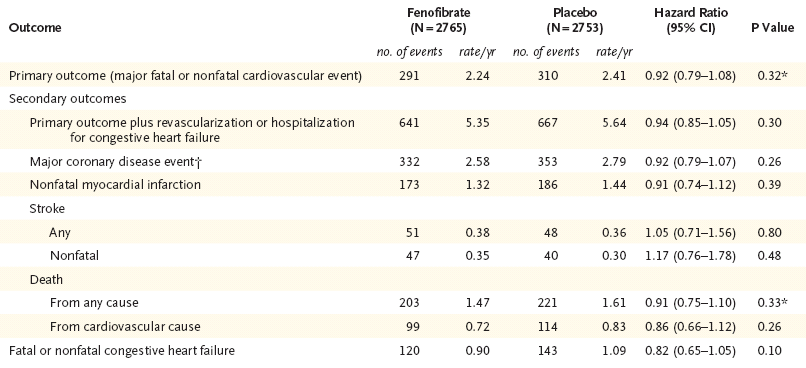 Outcome Fenofibrate (N=2765) Placebo (N=2753) Hazard Ratio (95% CI) P Value
no. of events rate/yr no. of events rate/yr
Primary outcome (major fatal or nonfatal cardiovascular event) 291 2.24 310 2.41 0.92 (0.79–1.08) 0.32*
Secondary outcomes
Primary outcome plus revascularization or hospitalization for congestive heart failure 641 5.35 667 5.64 0.94 (0.85–1.05) 0.30
Major coronary disease event† 332 2.58 353 2.79 0.92 (0.79–1.07) 0.26
Nonfatal myocardial infarction 173 1.32 186 1.44 0.91 (0.74–1.12) 0.39
Stroke
Any 51 0.38 48 0.36 1.05 (0.71–1.56) 0.80
Nonfatal 47 0.35 40 0.30 1.17 (0.76–1.78) 0.48
Death
From any cause 203 1.47 221 1.61 0.91 (0.75–1.10) 0.33*
From cardiovascular cause 99 0.72 114 0.83 0.86 (0.66–1.12) 0.26
Fatal or nonfatal congestive heart failure 120 0.90 143 1.09 0.82 (0.65–1.05) 0.10